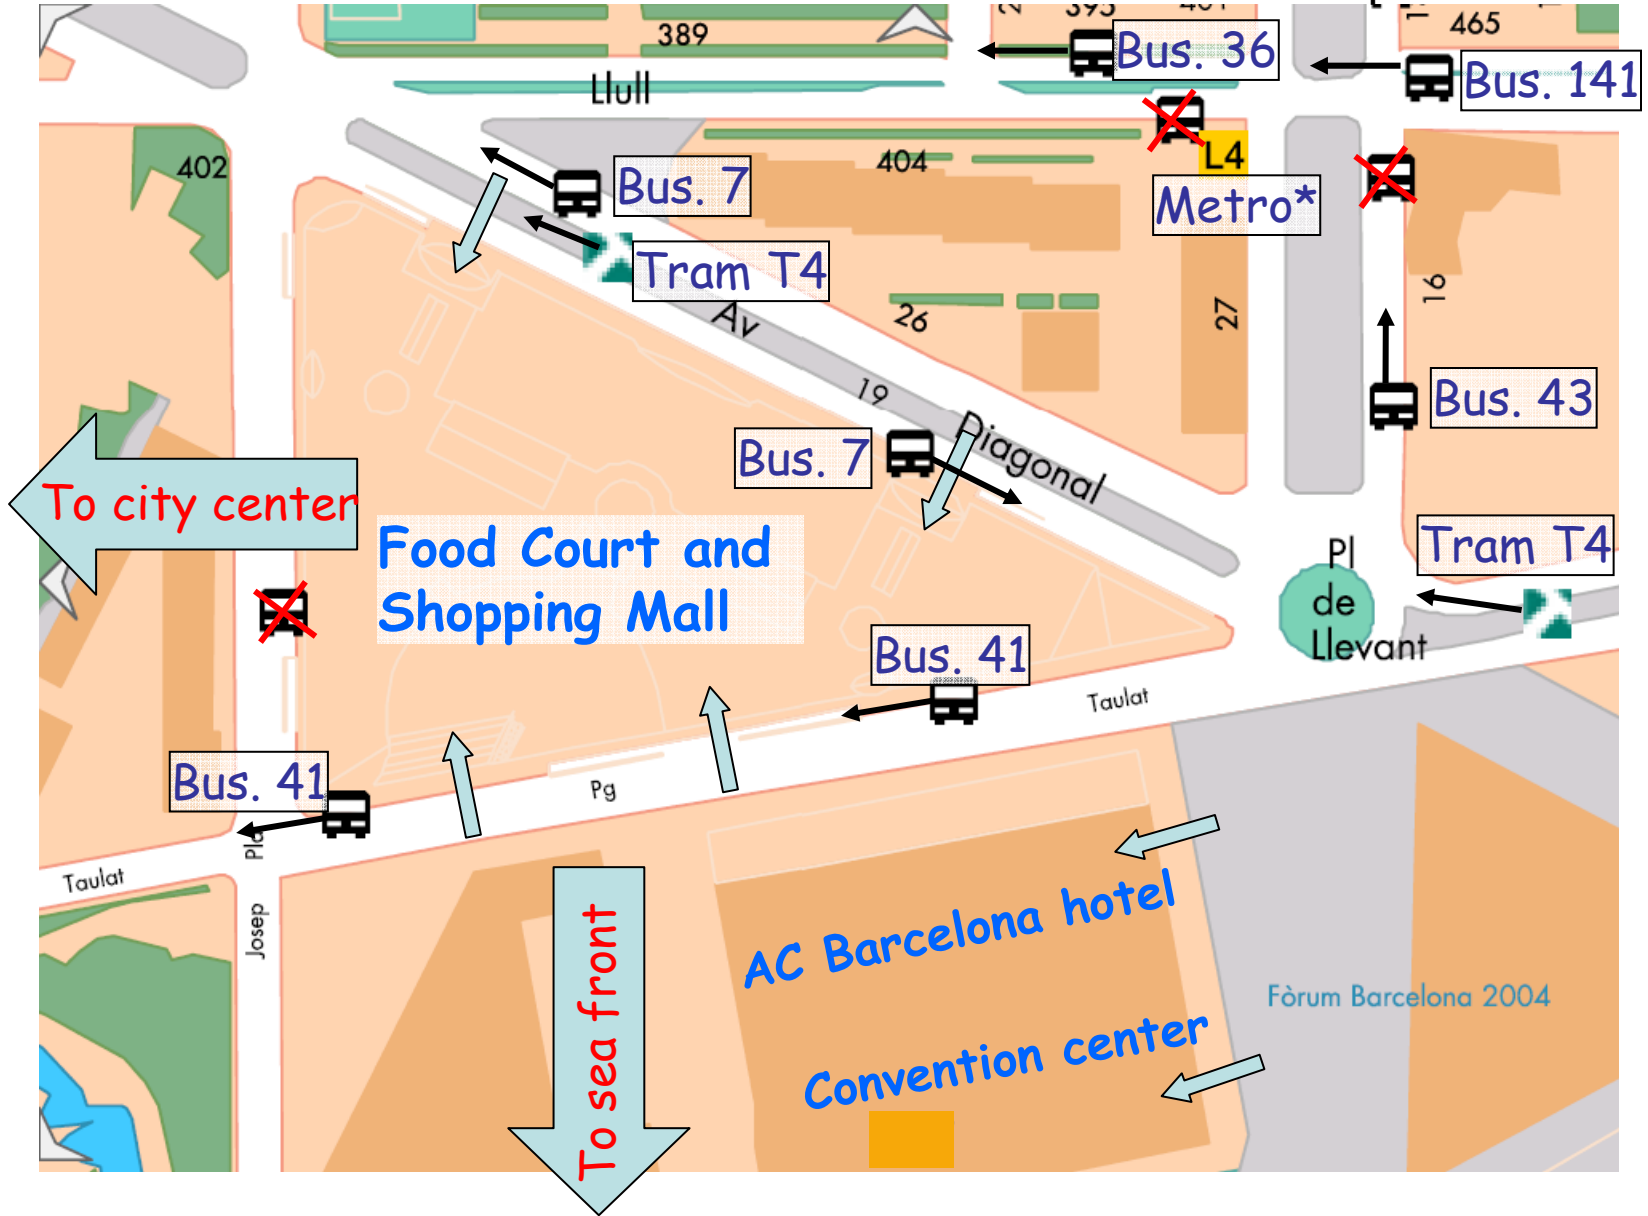 389
395
465
Bus. 36
Bus. 141
Llull
402
404
L4
Metro*
Bus. 7
Tram T4
Av
26
27
16
19
Diagonal
Bus. 43
Bus. 7
To city center
Food Court and
Shopping Mall
Tram T4
Pl
de
Llevant
Bus. 41
Taulat
Bus. 41
Pg
Pla
Taulat
Josep
To sea front
AC Barcelona hotel
Fòrum Barcelona 2004
Convention center